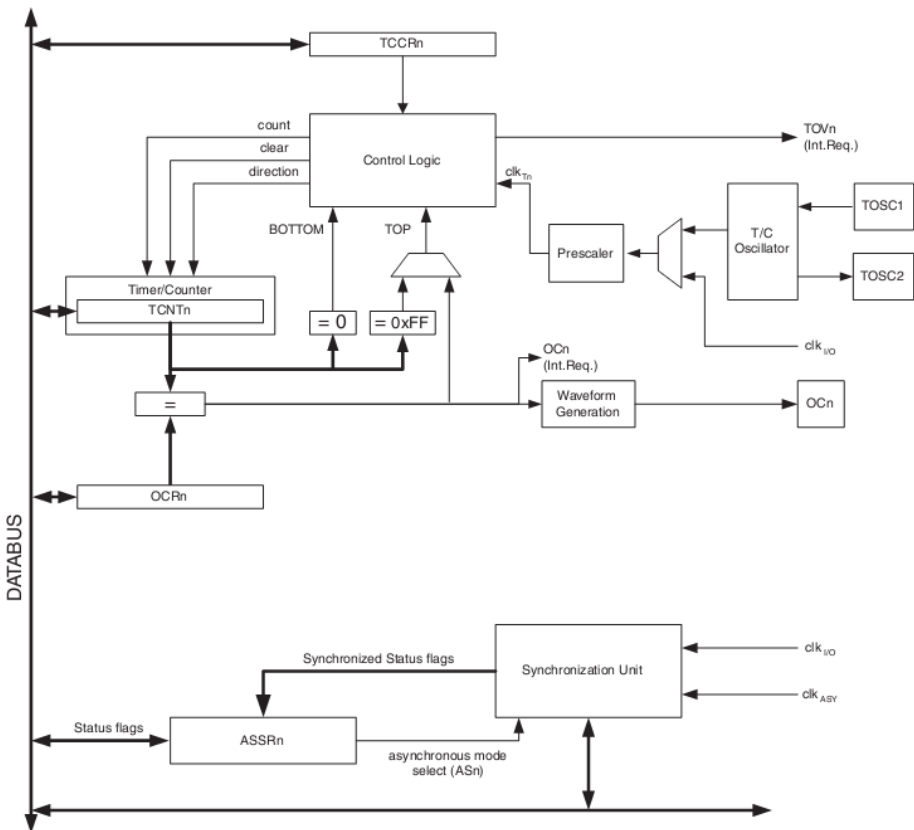 TCCRn
count
clear
direction
Control Logic
TOVn
(Int.Req.)
clkTn
BOTTOM
TOP
Prescaler
T/C
Oscillator
TOSC1
TOSC2
clkI/O
Timer/Counter
TCNTn
= 0
= 0xFF
OCn
(Int.Req.)
=
Waveform
Generation
OCn
OCRn
DATABUS
Synchronized Status flags
Synchronization Unit
clkI/O
clkASY
Status flags
ASSRn
asynchronous mode
select (ASn)